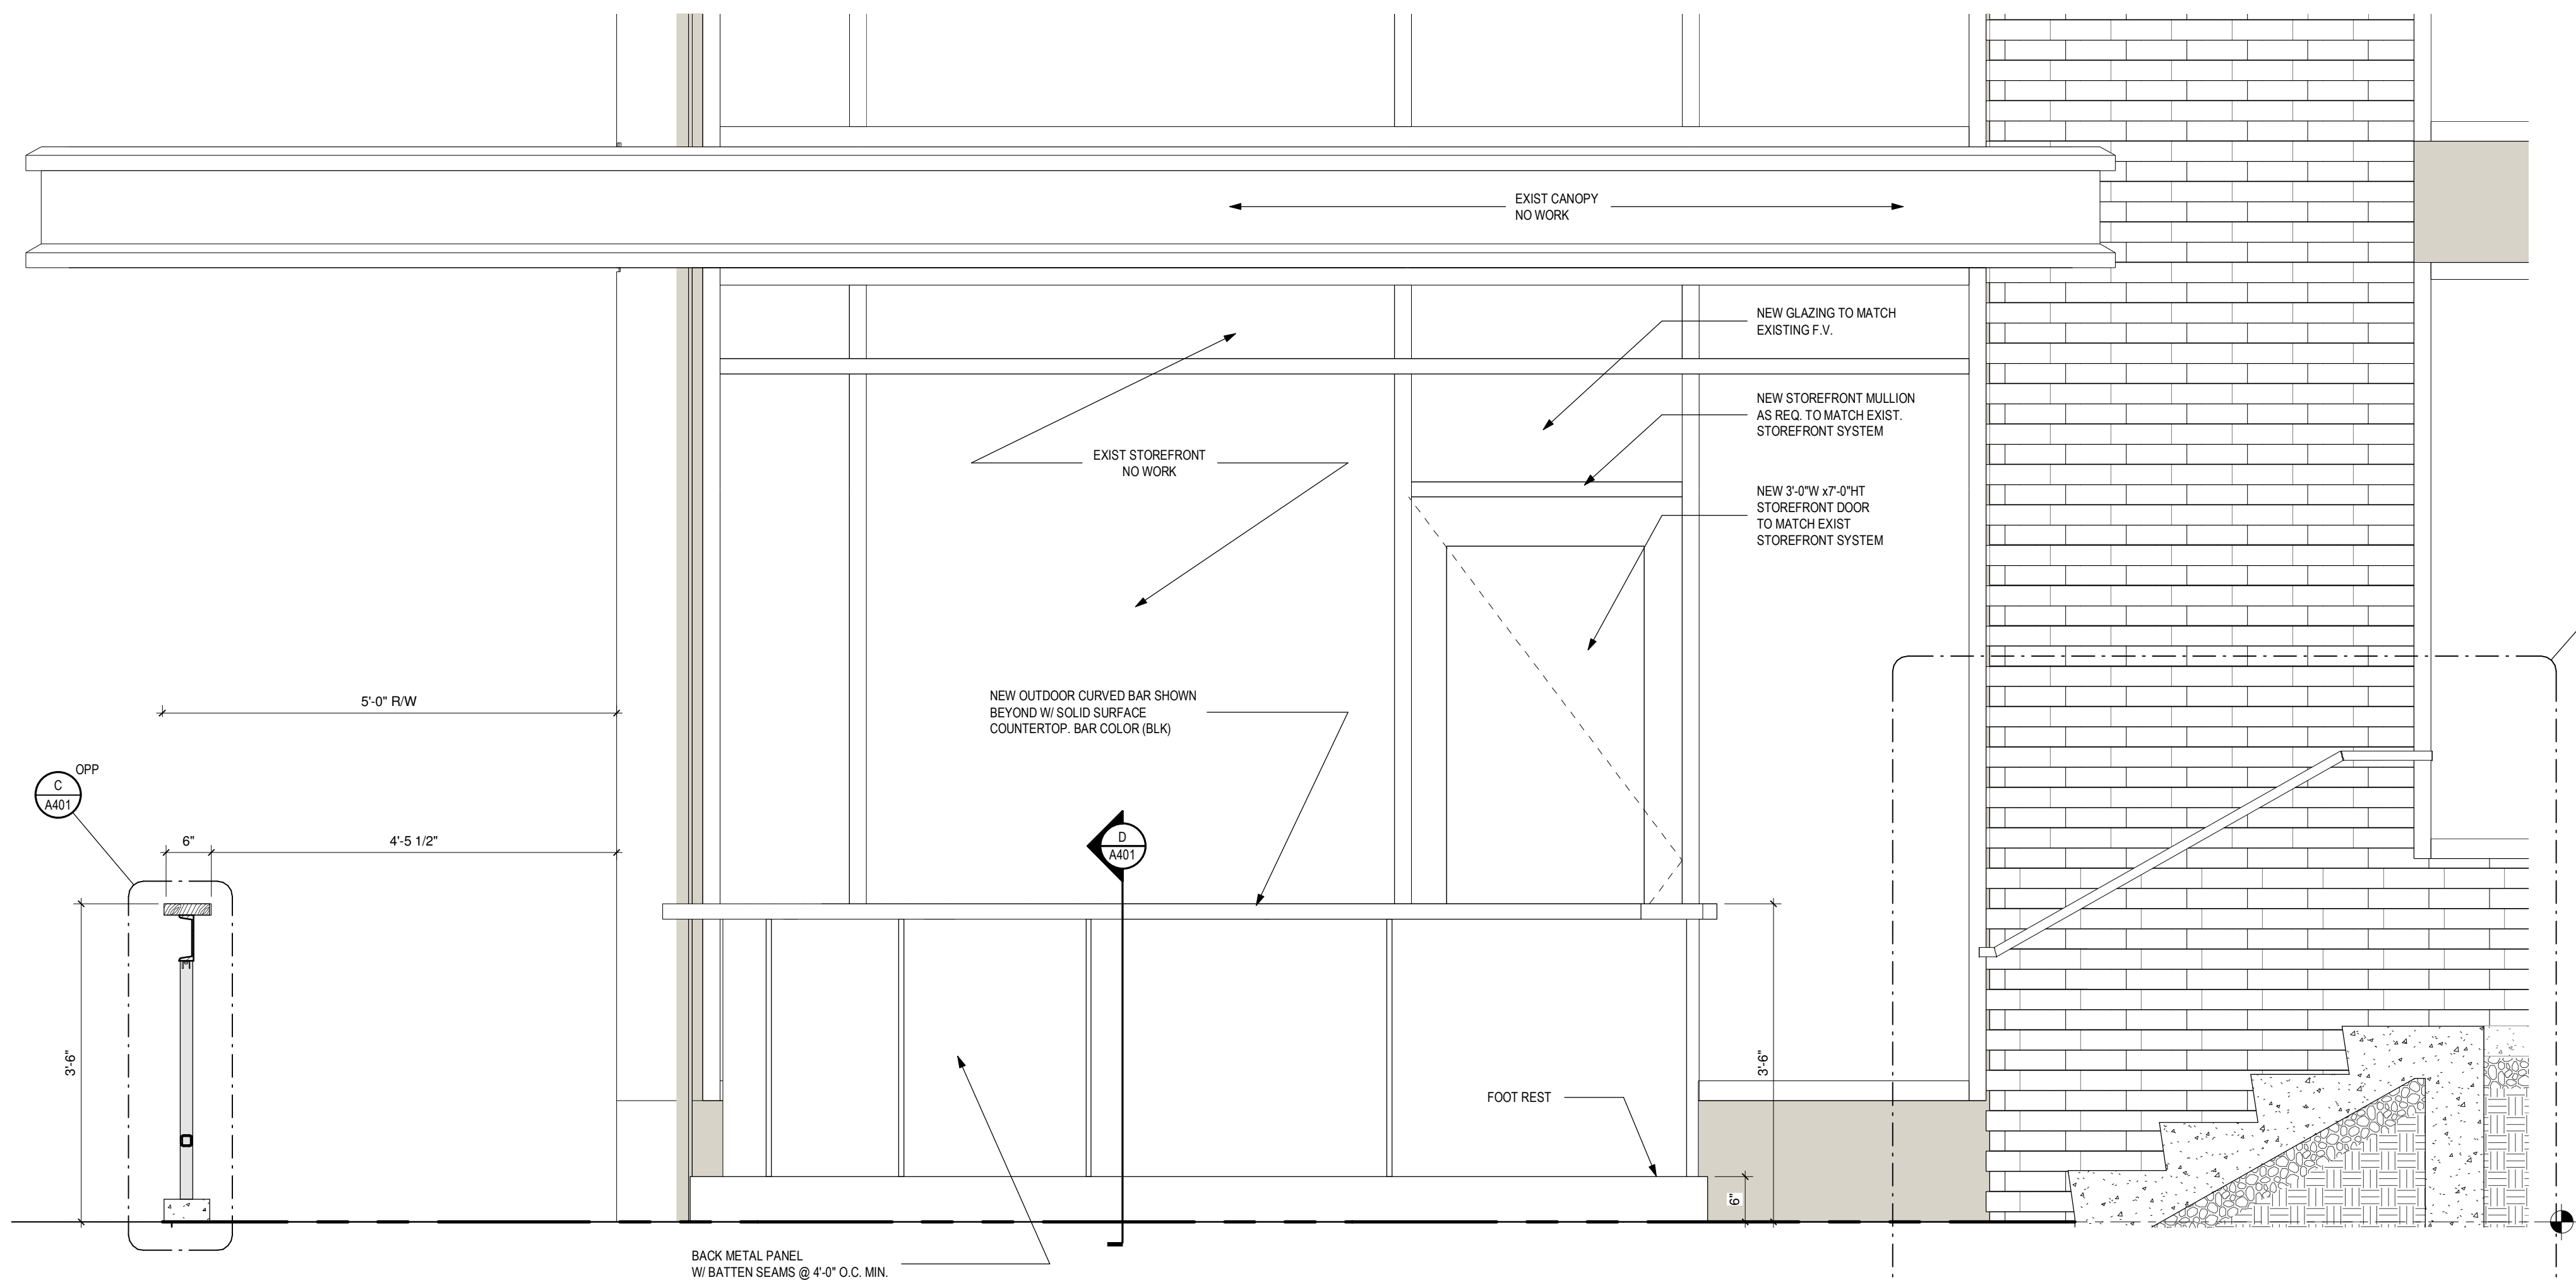 EXIST CANOPY
NO WORK
NEW GLAZING TO MATCH
EXISTING F.V.
NEW STOREFRONT MULLION
AS REQ. TO MATCH EXIST.
STOREFRONT SYSTEM
EXIST STOREFRONT
NO WORK
NEW 3'-0"W x7'-0"HT
STOREFRONT DOOR
TO MATCH EXIST
STOREFRONT SYSTEM
5'-0" R/W
NEW OUTDOOR CURVED BAR SHOWN
BEYOND W/ SOLID SURFACE
COUNTERTOP. BAR COLOR (BLK)
OPP
C
A401
6"
4'-5 1/2"
D
A401
3'-6"
3'-6"
FOOT REST
6"
BACK METAL PANEL
W/ BATTEN SEAMS @ 4'-0" O.C. MIN.